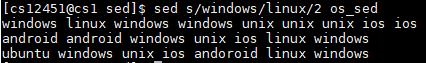 [cs12451@cs1 sed]$ sed s/windows/linux/2 os_sed
windows linux windows windows unix unix unix ios ios
android android windows unix ios linux windows
ubuntu windows unix ios andoroid linux windows